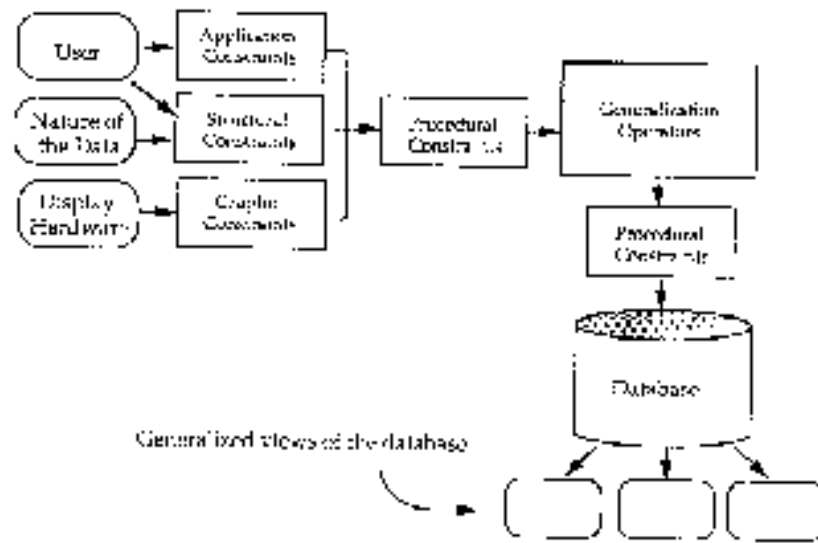 User
Application
Constraints
Nature of
the Data
Structural
Constraints
Display
Hardware
Graphic
Constraints
Procedural
Constraints
Generalization
Operators
Procedural
Constraints
Database
Generalized views of the database